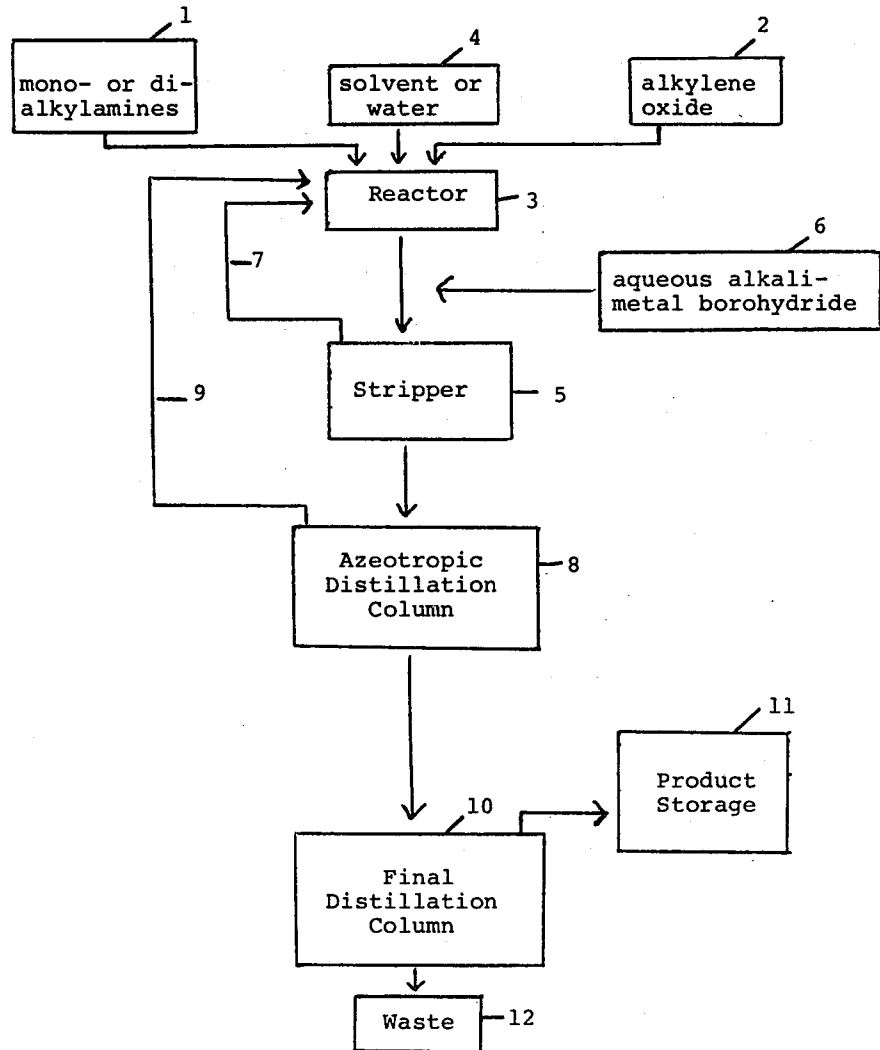 1
mono- or di-
alkylamines
4
solvent or
water
2
alkylene
oxide
Reactor
3
6
aqueous alkali-
metal borohydride
7
Stripper
5
9
Azeotropic
Distillation
Column
8
11
Product
Storage
10
Final
Distillation
Column
Waste
12